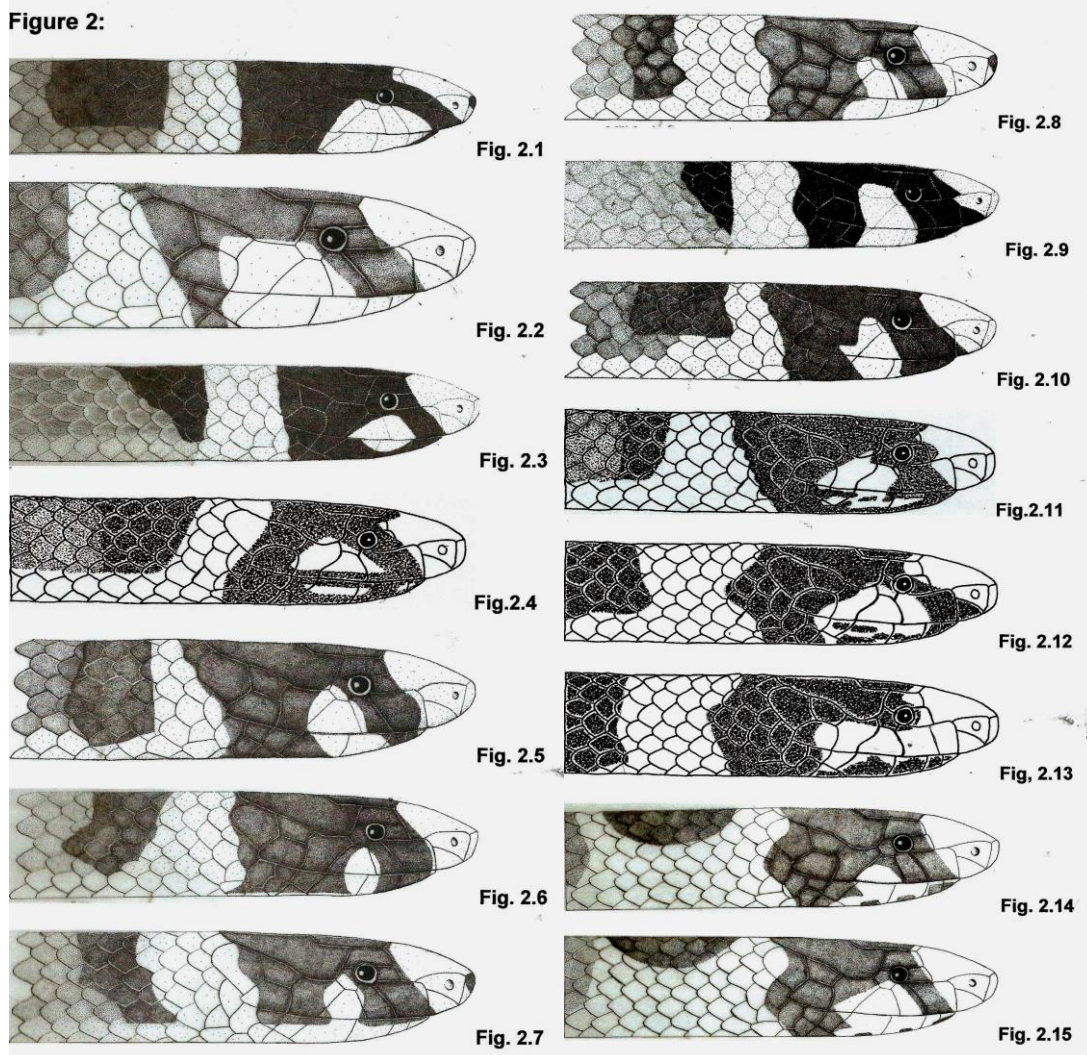 Figure 2:
Fig. 2.1
Fig. 2.2
Fig. 2.3
Fig.2.4
Fig. 2.5
Fig. 2.6
Fig. 2.7
Fig. 2.8
Fig. 2.9
Fig. 2.10
Fig.2.11
Fig. 2.12
Fig, 2.13
Fig. 2.14
Fig. 2.15